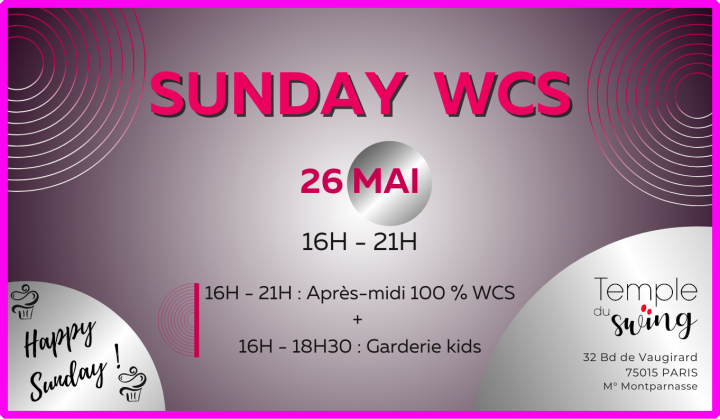 SUNDAY WCS
26 MAI
16H - 21H
16H - 21H : Après-midi 100 % WCS
+
16H - 18H30 : Garderie kids
Happy
Sunday !
Temple
du swing
32 Bd de Vaugirard
75015 PARIS
M° Montparnasse